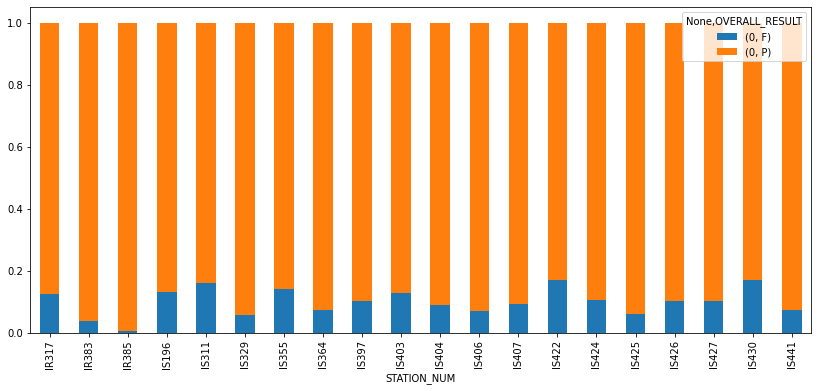 None,OVERALL_RESULT
(0, F)
(0, P)
1.0
0.8
0.6
0.4
0.2
0.0
IR317
IR383
IR385
IS196
IS311
IS329
IS355
IS364
IS397
IS403
IS404
IS406
IS407
IS422
IS424
IS425
IS426
IS427
IS430
IS441
STATION_NUM